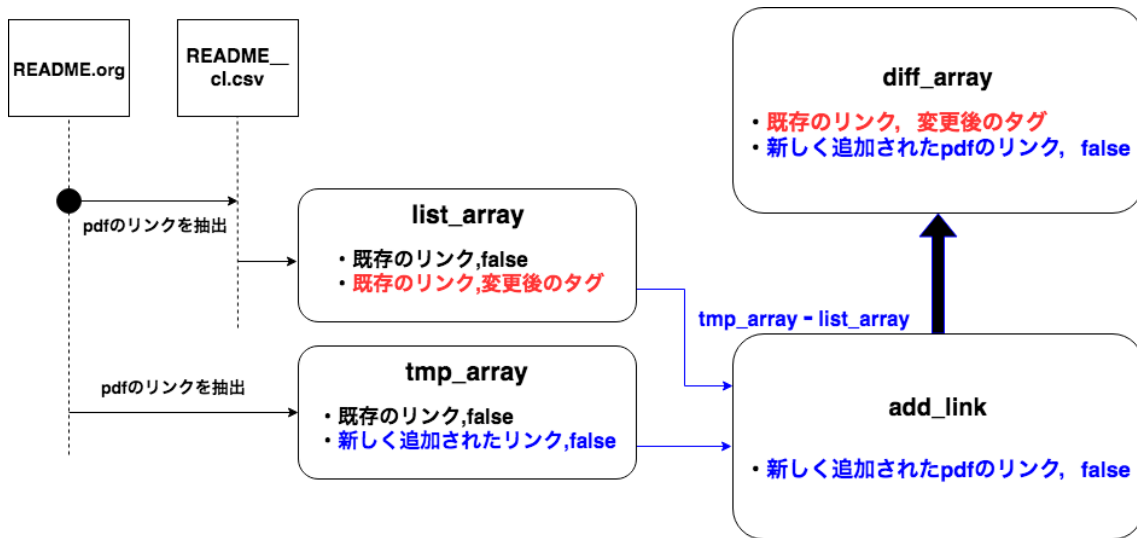 README.org
README__
cl.csv
pdfのリンクを抽出
list_array
・既存のリンク,false
・既存のリンク,変更後のタグ
pdfのリンクを抽出
tmp_array
・既存のリンク,false
・新しく追加されたリンク,false
diff_array
・既存のリンク, 変更後のタグ
・新しく追加されたpdfのリンク, false
tmp_array - list_array
add_link
・新しく追加されたpdfのリンク, false